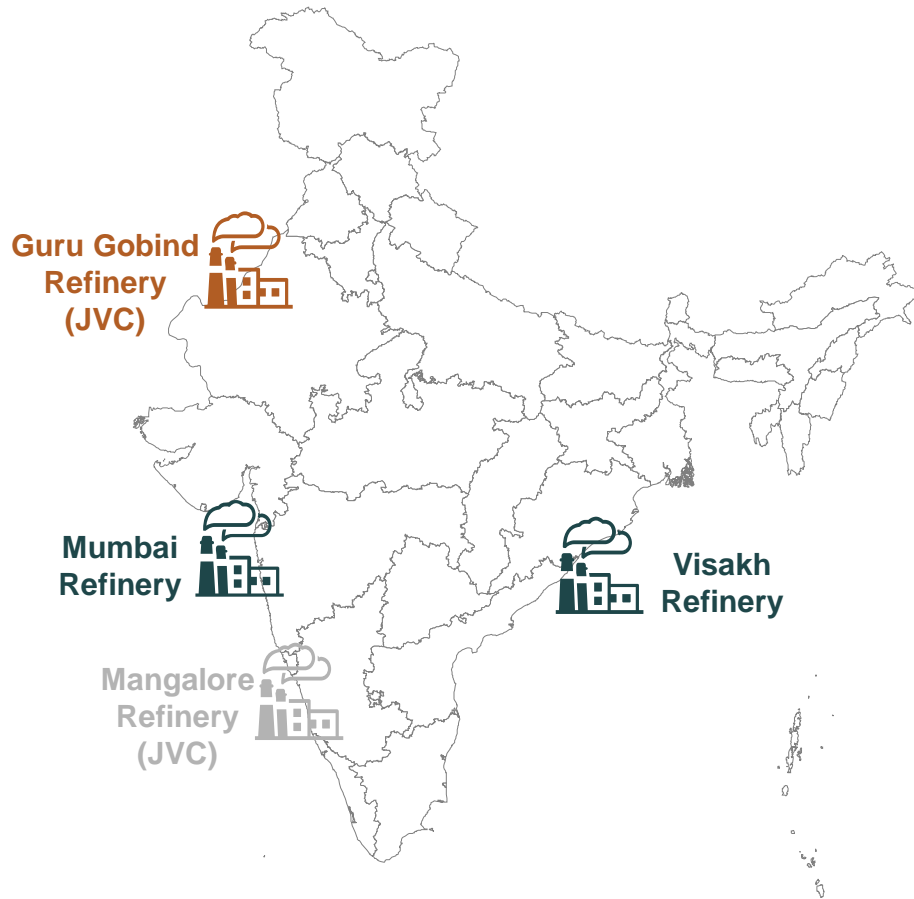 Guru Gobind
Refinery
(JVC)
Mumbai
Refinery
Visakh
Refinery
Mangalore
Refinery
(JVC)